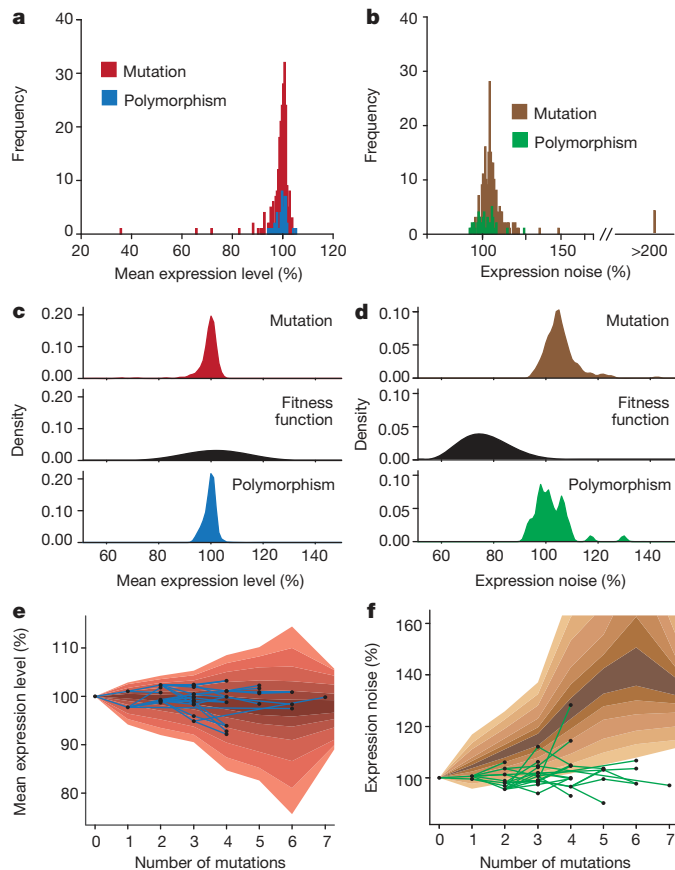 a
Frequency
40
30
20
10
0
Mutation
Polymorphism
20 40 60 80 100 120
Mean expression level (%)
b
Frequency
40
30
20
10
0
Mutation
Polymorphism
100 150 // >200
Expression noise (%)
c
Density
0.20
0.10
0.00
Mutation
0.20
0.10
0.00
Fitness
function
0.20
0.10
0.00
Polymorphism
60 80 100 120 140
Mean expression level (%)
d
0.10
0.05
0.00
Mutation
0.10
0.05
0.00
Fitness
function
0.10
0.05
0.00
Polymorphism
60 80 100 120 140
Expression noise (%)
e
Mean expression level (%)
110
100
90
80
0 1 2 3 4 5 6 7
Number of mutations
f
Expression noise (%)
160
140
120
100
0 1 2 3 4 5 6 7
Number of mutations